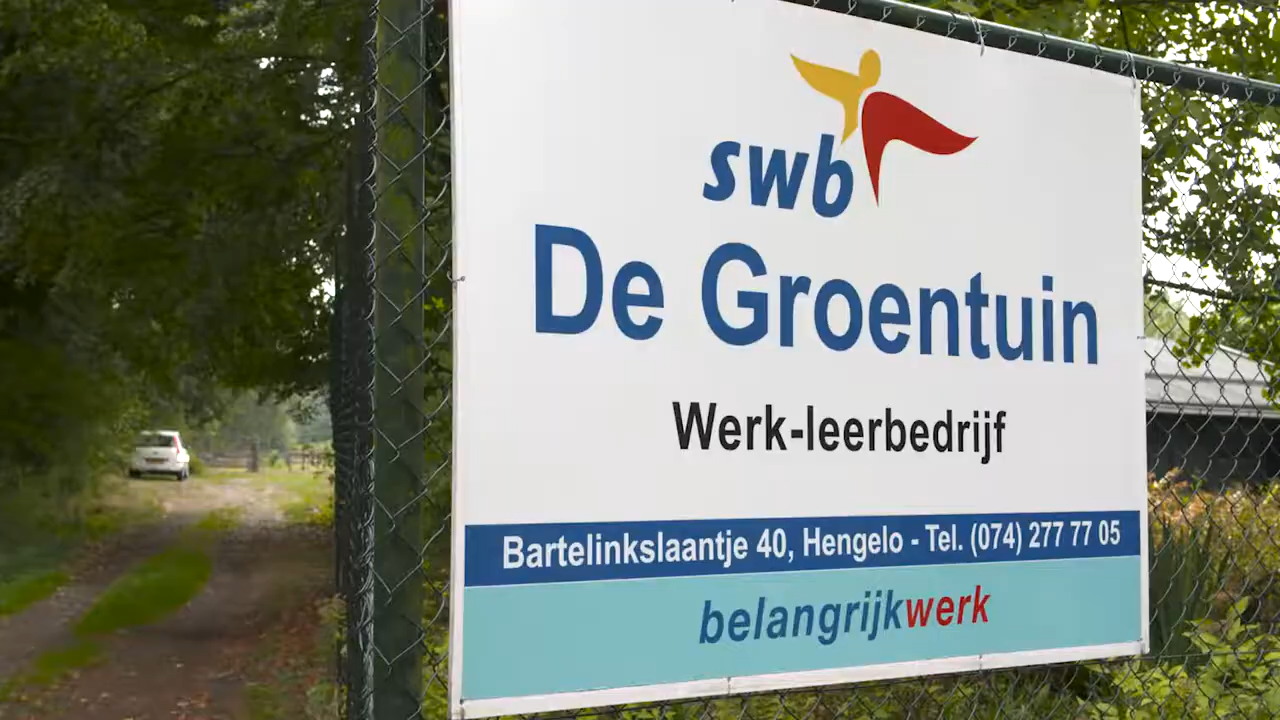 swb
De Groentuin
Werk-leerbedrijf
Bartelinkslaantje 40, Hengelo - Tel. (074) 277 77 05
belangrijkwerk